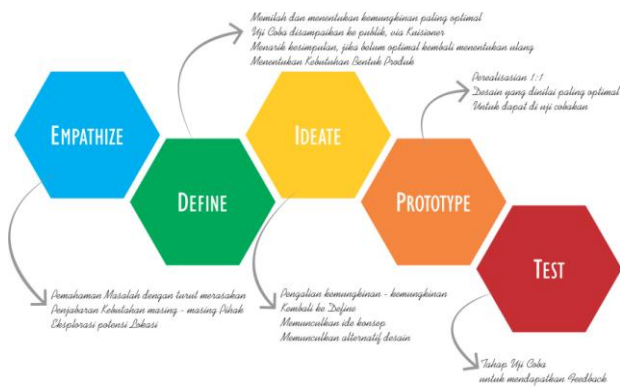 Memilah dan menentukan kemungkinan paling optimal
Uji Coba disampaikan ke publik, via Kuisioner
Menarik kesimpulan, jika belum optimal kembali menentukan ulang
Menentukan Kebutuhan Bentuk Produk
EMPATHIZE
DEFINE
IDEATE
PROTOTYPE
TEST
Perealisasian 1:1
Desain yang dinilai paling optimal
Untuk dapat di uji cobakan
Pemahaman Masalah dengan turut merasakan
Penjabaran Kebutahan masing - masing Pihak
Eksplorasi potensi Lokasi
Pengalian kemungkinan - kemungkinan
Kembali ke Define
Memunculkan ide konsep
Memunculkan alternatif desain
Tahap Uji Coba
untuk mendapatkan Feedback